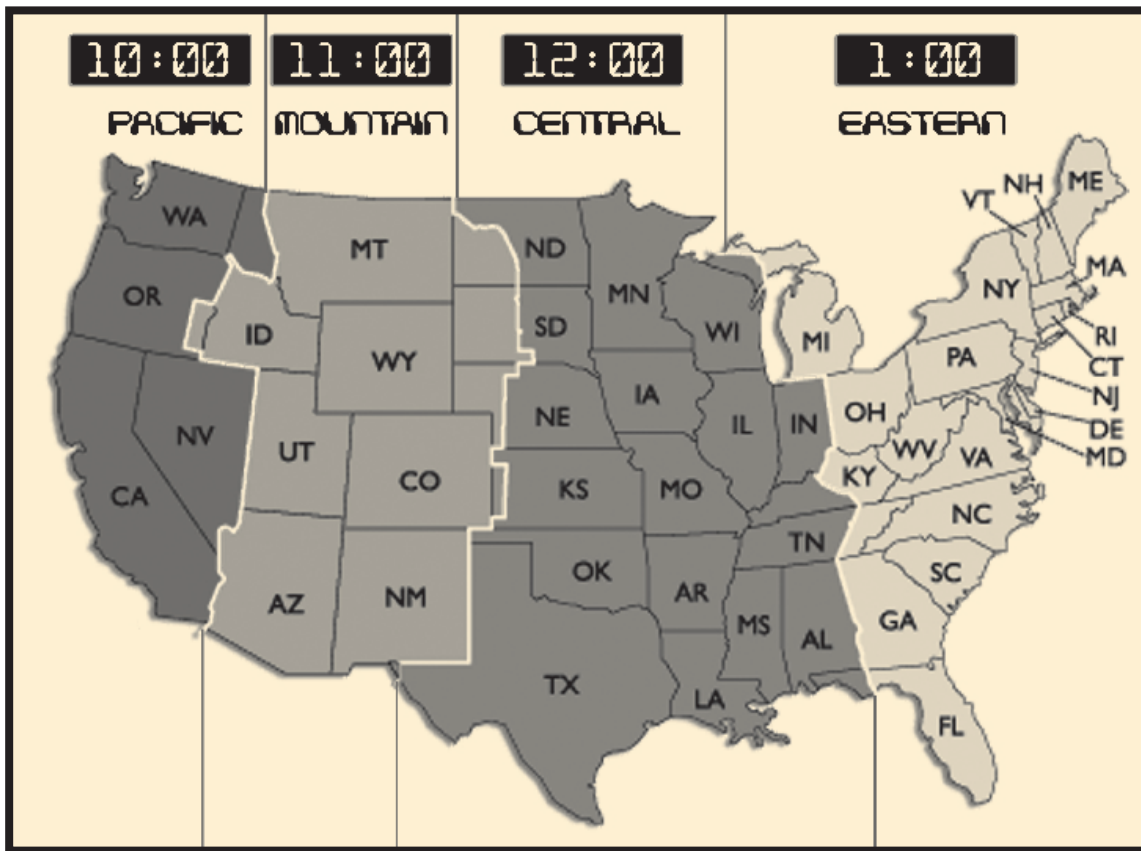 10:00 11:00 12:00 1:00
PACIFIC MOUNTAIN CENTRAL EASTERN
ME
NH
VT
WA
MT
ND
MA
OR
MN
NY
ID
SD
WI
RI
WY
MI
PA
CT
IA
NJ
NE
OH
NV
UT
IL
IN
DE
WV
VA
MD
CO
KS
MO
KY
CA
NC
TN
OK
SC
AZ
NM
AR
GA
MS
AL
TX
LA
FL